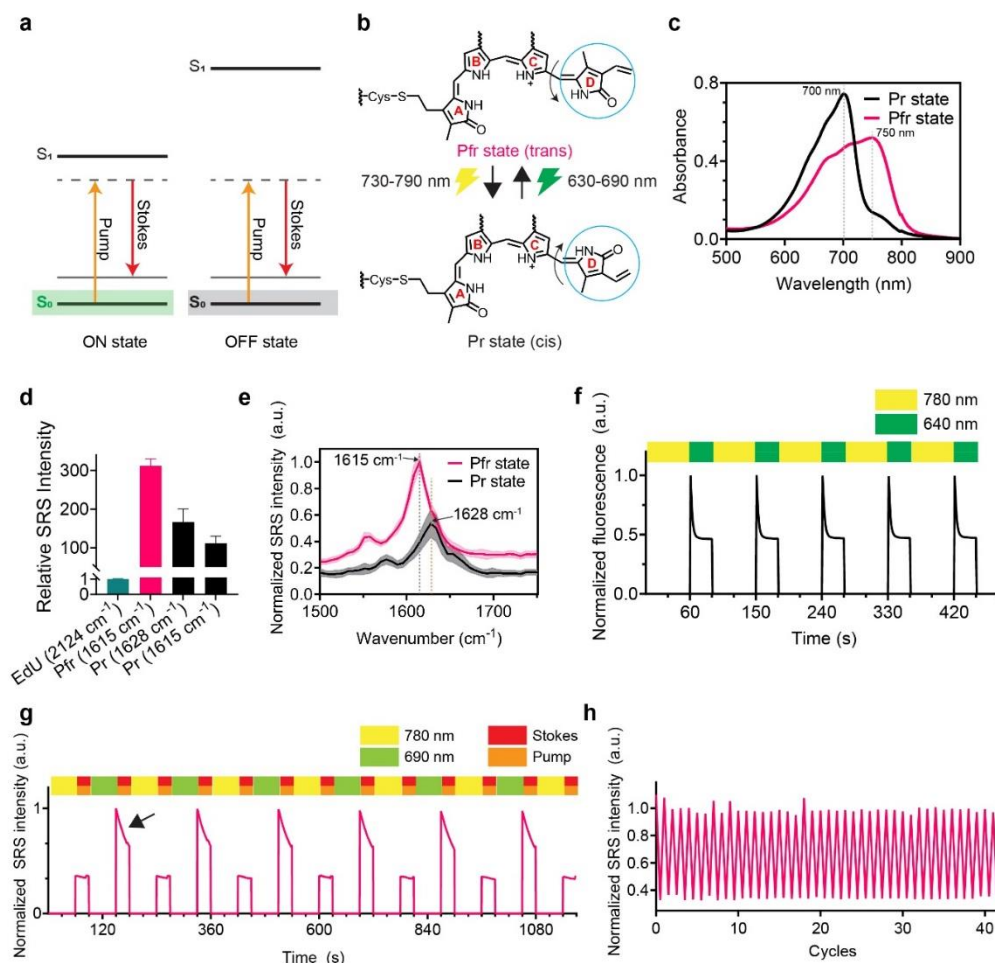 a
S₁
S₁
Pump
Stokes
S₀
ON state
Pump
Stokes
S₀
OFF state
b
B
C
D
A
NH
NH
+
HN
O
NH
O
Cys
S
Pfr state (trans)
730-790 nm
630-690 nm
B
C
D
A
NH
NH
+
NH
O
NH
O
Cys
S
Pr state (cis)
c
Absorbance
0.8
0.4
0.0
700 nm
750 nm
Pr state
Pfr state
500 600 700 800 900
Wavelength (nm)
d
Relative SRS Intensity
300
200
100
1
0
EdU (2124 cm⁻¹)
Pfr (1615 cm⁻¹)
Pr (1628 cm⁻¹)
Pr (1615 cm⁻¹)
e
Normalized SRS intensity (a.u.)
1.0
0.8
0.6
0.4
0.2
0.0
1615 cm⁻¹
1628 cm⁻¹
Pfr state
Pr state
1500 1600 1700
Wavenumber (cm⁻¹)
f
780 nm
640 nm
Normalized fluorescence (a.u.)
1.0
0.5
0.0
60 150 240 330 420
Time (s)
g
780 nm
690 nm
Stokes
Pump
Normalized SRS intensity (a.u.)
1
0
120 360 600 840 1080
Time (s)
h
Normalized SRS intensity (a.u.)
1.0
0.8
0.6
0.4
0 10 20 30 40
Cycles